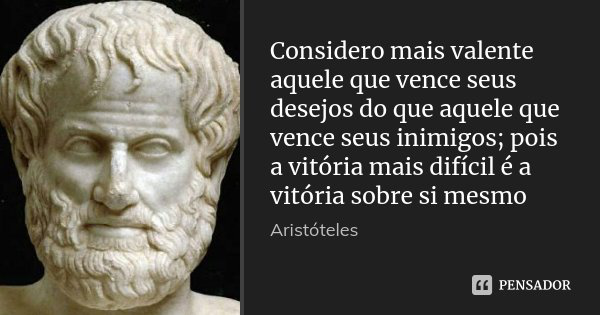 Considero mais valente
aquele que vence seus
desejos do que aquele que
vence seus inimigos; pois
a vitória mais difícil é a
vitória sobre si mesmo
Aristóteles
PENSADOR